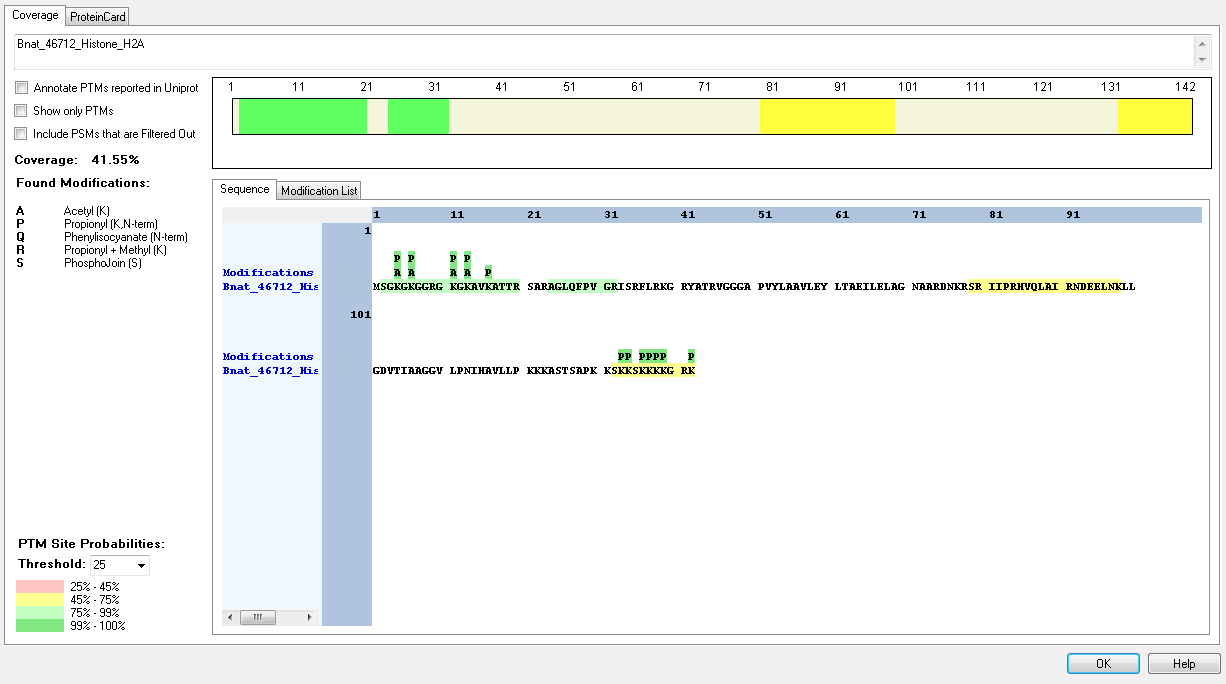 Coverage ProteinCard
Bnat_46712_Histone_H2A
Annotate PTMs reported in Uniprot
Show only PTMs
Include PSMs that are Filtered Out
Coverage: 41.55%
Found Modifications:
A Acetyl (K)
P Propionyl (K,N-term)
Q Phenylisocyanate (N-term)
R Propionyl + Methyl (K)
S PhosphoJoin (S)
1 11 21 31 41 51 61 71 81 91 101 111 121 131 142
Sequence Modification List
1 11 21 31 41 51 61 71 81 91
1
P P P P
Modifications A A A A P
Bnat_46712_His MSGKGKGGRG KGKAVKATTR SARAGLQFPV GRISRFLRKG RYATRVGGGA PVYLAAVLEY LTAEILELAG NAARDNKRSR IIPRHVQLAI RNDEELNKLL
101
Modifications PP PPPP P
Bnat_46712_His GDVTIAAGGV LPNIHAVLLP KKKASTSAPK KSKKSKKKKG RK
PTM Site Probabilities:
Threshold: 25
25% - 45%
45% - 75%
75% - 99%
99% - 100%
OK Help